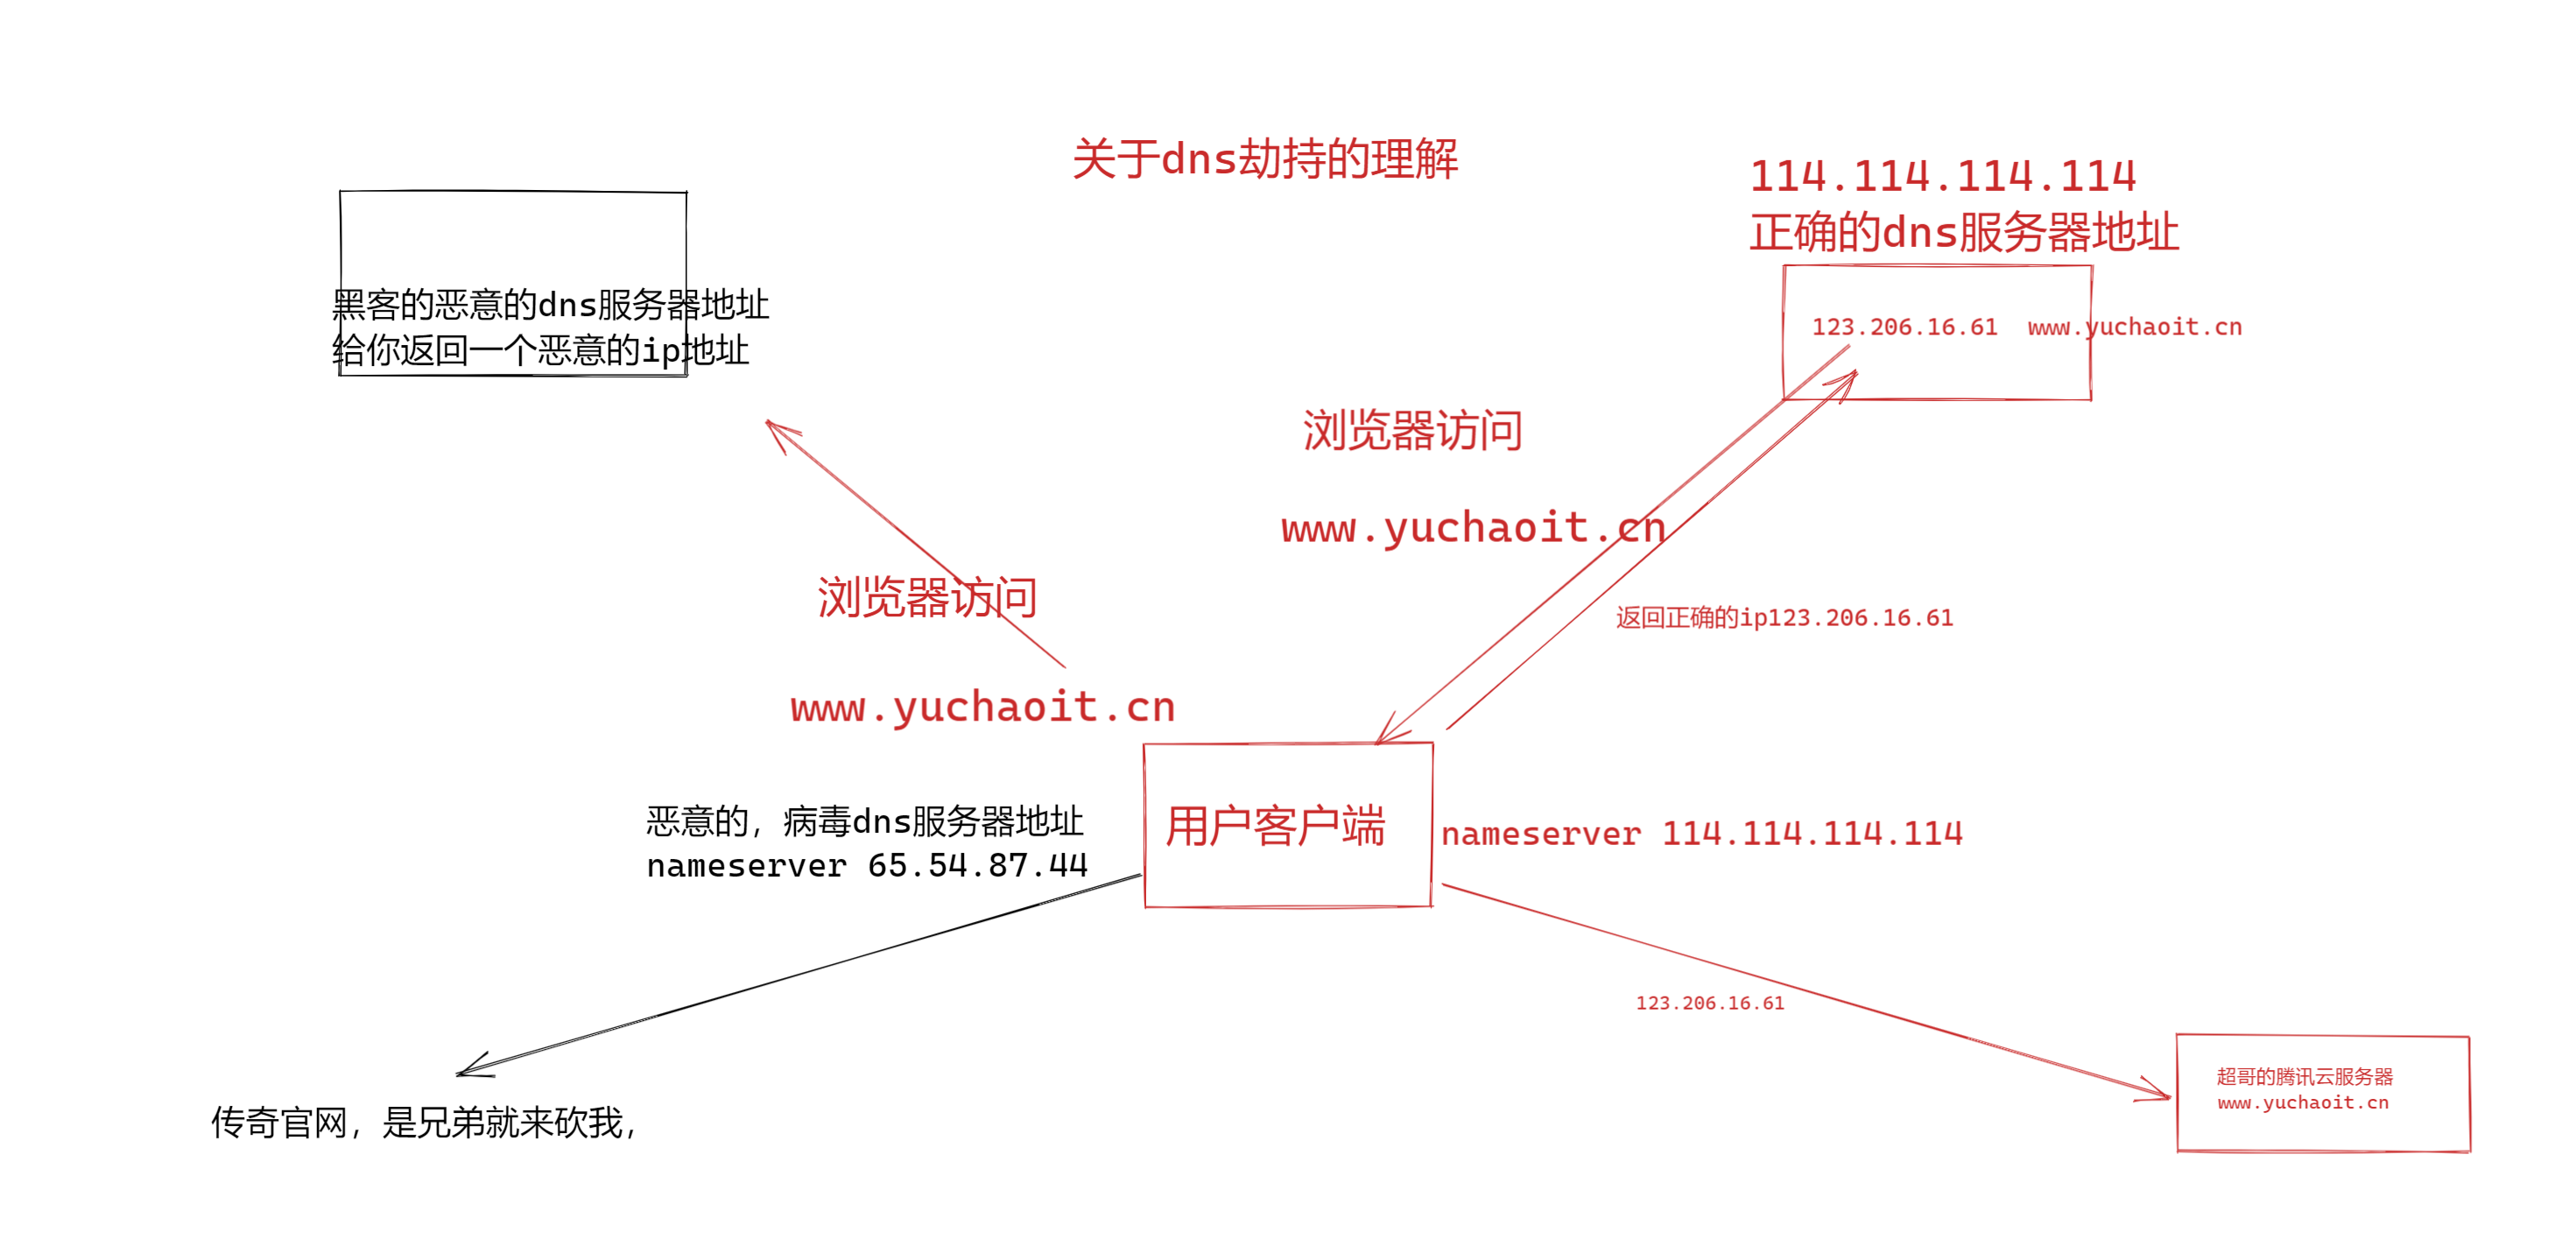 关于dns劫持的理解
114.114.114.114
正确的dns服务器地址
123.206.16.61  www.yuchaoit.cn
黑客的恶意的dns服务器地址
给你返回一个恶意的ip地址
浏览器访问
www.yuchaoit.cn
返回正确的ip123.206.16.61
浏览器访问
www.yuchaoit.cn
恶意的，病毒dns服务器地址
nameserver 65.54.87.44
用户客户端
nameserver 114.114.114.114
123.206.16.61
超哥的腾讯云服务器
www.yuchaoit.cn
传奇官网，是兄弟就来砍我，